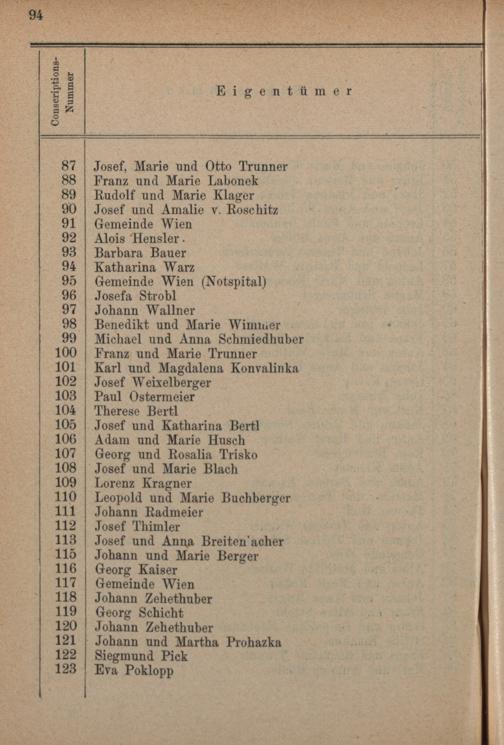 94
Conscriptions-
Nummer
Eigentümer
87 Josef, Marie und Otto Trunner
88 Franz und Marie Labonek
89 Rudolf und Marie Klager
90 Josef und Amalie v. Roschitz
91 Gemeinde Wien
92 Alois Hensler.
93 Barbara Bauer
94 Katharina Warz
95 Gemeinde Wien (Notspital)
96 Josefa Strobl
97 Johann Wallner
98 Benedikt und Marie Wimmer
99 Michael und Anna Schmiedhuber
100 Franz und Marie Trunner
101 Karl und Magdalena Konvalinka
102 Josef Weixelberger
103 Paul Ostermeier
104 Therese Bertl
105 Josef und Katharina Bertl
106 Adam und Marie Husch
107 Georg und Rosalia Trisko
108 Josef und Marie Blach
109 Lorenz Kragner
110 Leopold und Marie Buchberger
111 Johann Radmeier
112 Josef Thimler
113 Josef und Anna
115 Johann und Marie Berger
116 Georg Kaiser
117 Gemeinde Wien
118 Johann Zehethuber
119 Georg Schicht
120 Johann Zehethuber
121 Johann und Martha Prohazka
122 Siegmund Pick
123 Eva Poklopp